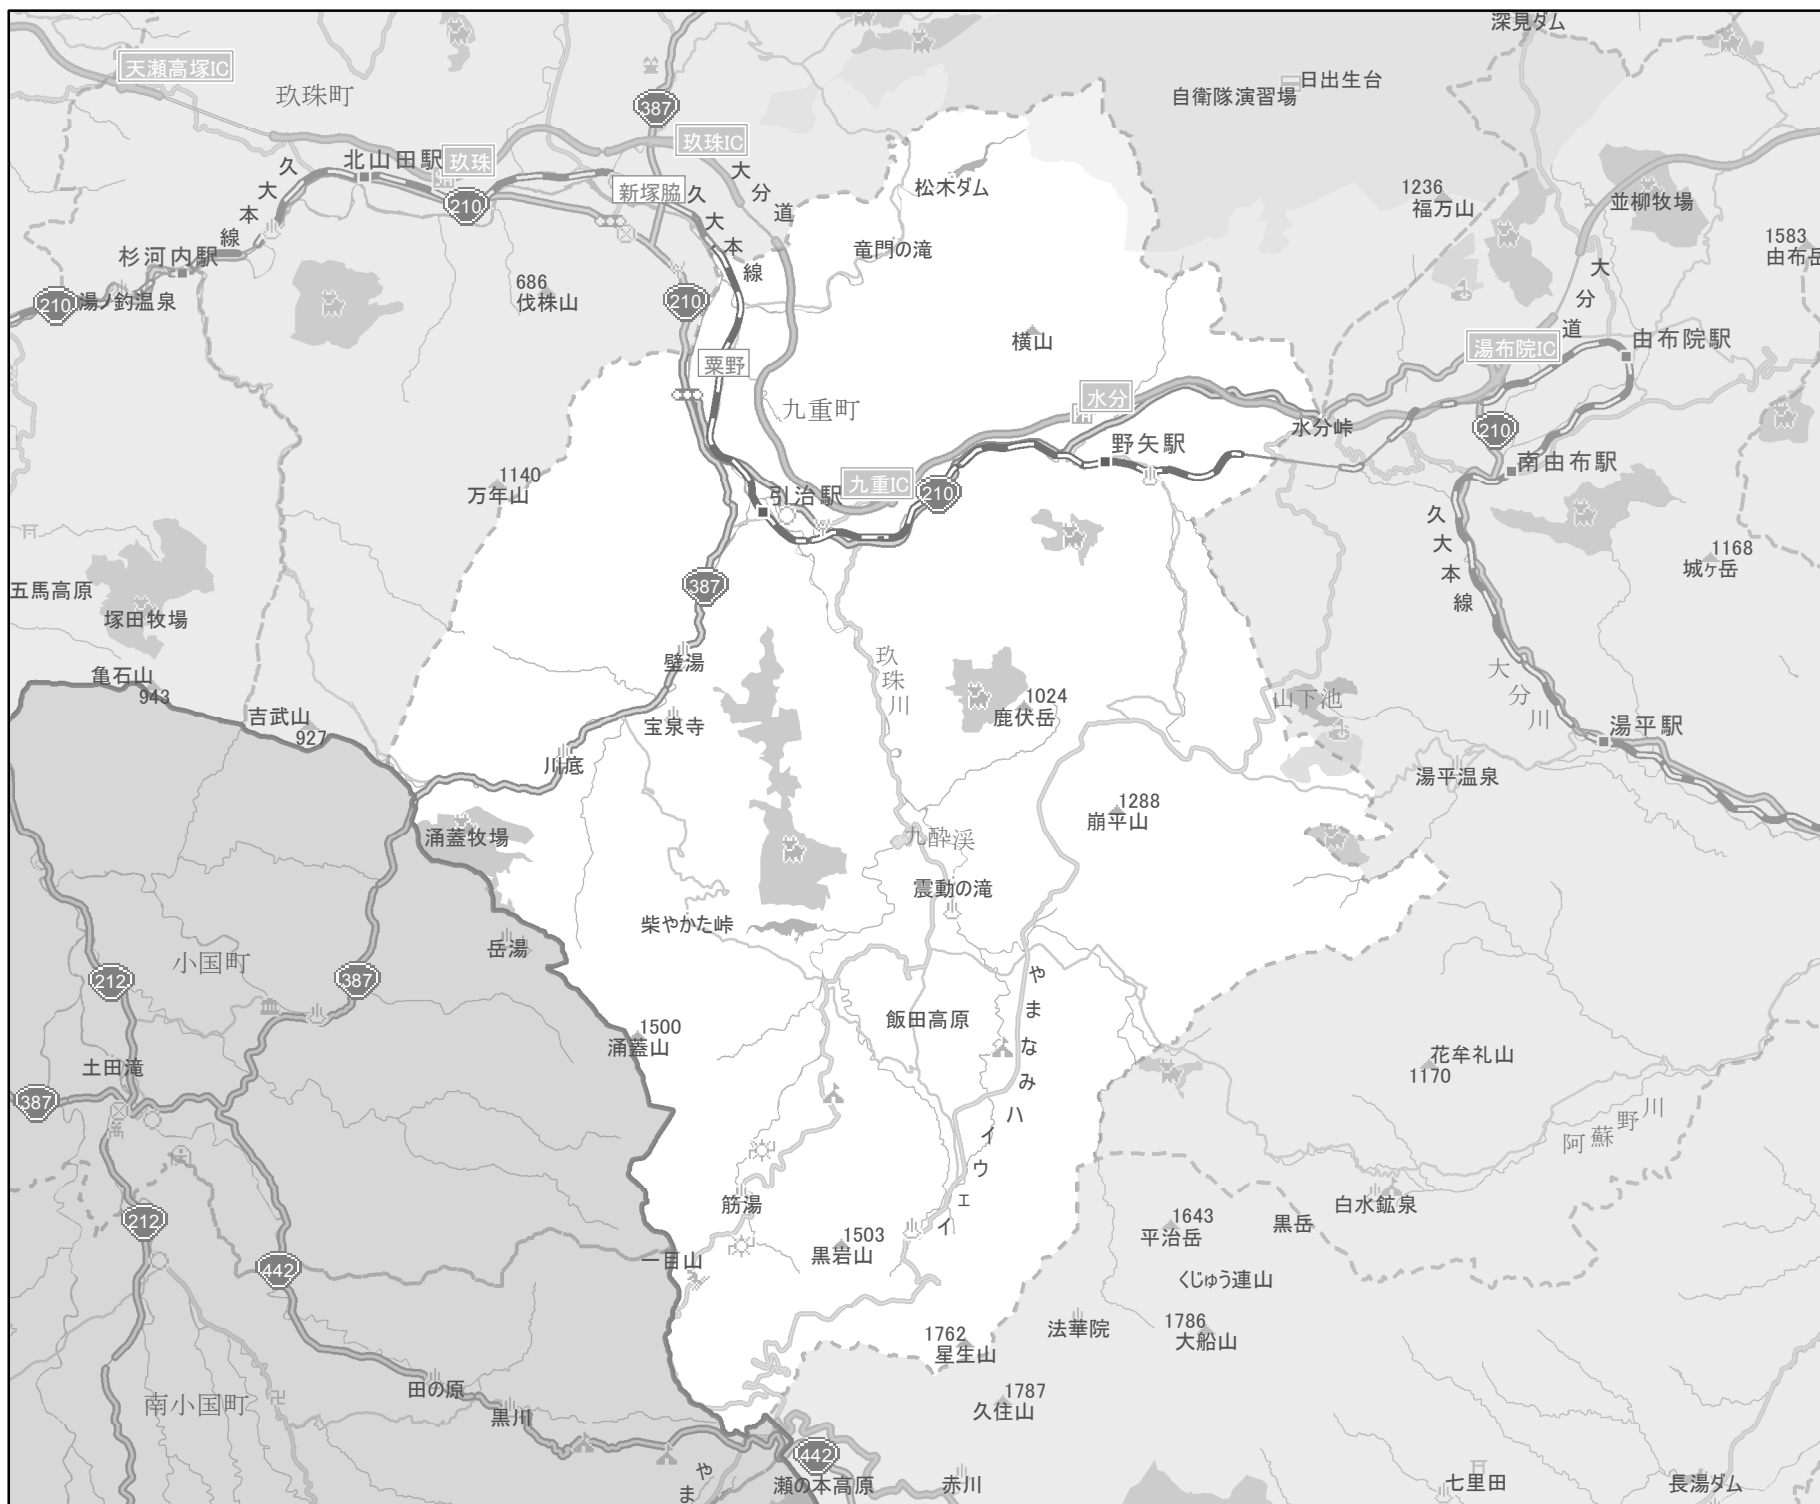 深見ダム
天瀬高塚IC
玖珠町
387
日出生台
自衛隊演習場
玖珠IC
北山田駅
玖珠
大分道
松木ダム
新塚脇
210
久大本線
久大本線
1236
福万山
並柳牧場
1583
由布岳
竜門の滝
杉河内駅
210
湯ノ釣温泉
686
伐株山
210
大分道
横山
湯布院IC
由布院駅
粟野
九重町
水分
水分峠
210
野矢駅
南由布駅
1140
万年山
引治駅
九重IC
210
久大本線
1168
城ヶ岳
五馬高原
塚田牧場
387
壁湯
玖珠川
大分川
亀石山
943
吉武山
927
宝泉寺
1024
鹿伏岳
山下池
湯平駅
川底
湯平温泉
1288
崩平山
涌蓋牧場
九酔渓
震動の滝
柴やかた峠
岳湯
小国町
212
387
やまなみハイウェイ
飯田高原
1500
涌蓋山
土田滝
387
花牟礼山
1170
阿蘇野川
白水鉱泉
筋湯
212
1643
平治岳
黒岳
1503
黒岩山
一目山
442
くじゅう連山
法華院
1786
大船山
1762
星生山
田の原
黒川
南小国町
1787
久住山
442
瀬の本高原
赤川
七里田
長湯ダム
やま